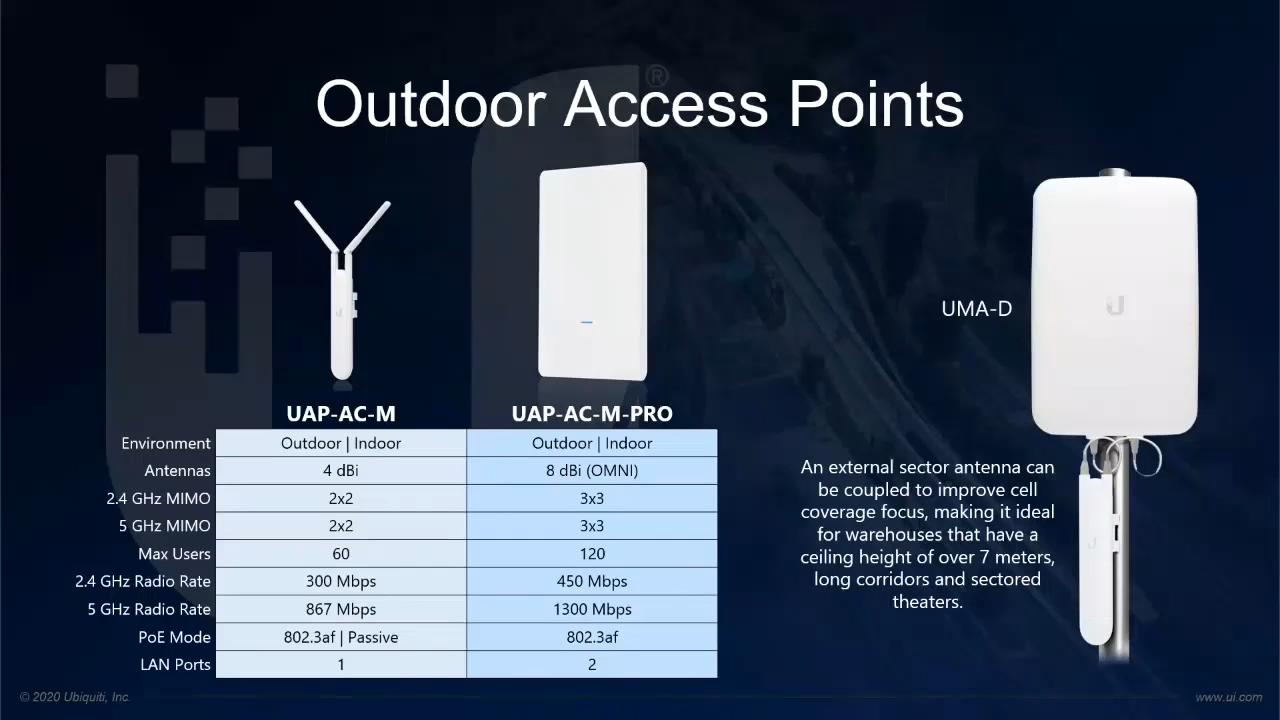 Outdoor Access Points
®
UMA-D
UAP-AC-M UAP-AC-M-PRO
Environment Outdoor | Indoor Outdoor | Indoor
Antennas 4 dBi 8 dBi (OMNI)
2.4 GHz MIMO 2x2 3x3
5 GHz MIMO 2x2 3x3
Max Users 60 120
2.4 GHz Radio Rate 300 Mbps 450 Mbps
5 GHz Radio Rate 867 Mbps 1300 Mbps
PoE Mode 802.3af | Passive 802.3af
LAN Ports 1 2
An external sector antenna can
be coupled to improve cell
coverage focus, making it ideal
for warehouses that have a
ceiling height of over 7 meters,
long corridors and sectored
theaters.
© 2020 Ubiquiti, Inc.
www.ui.com